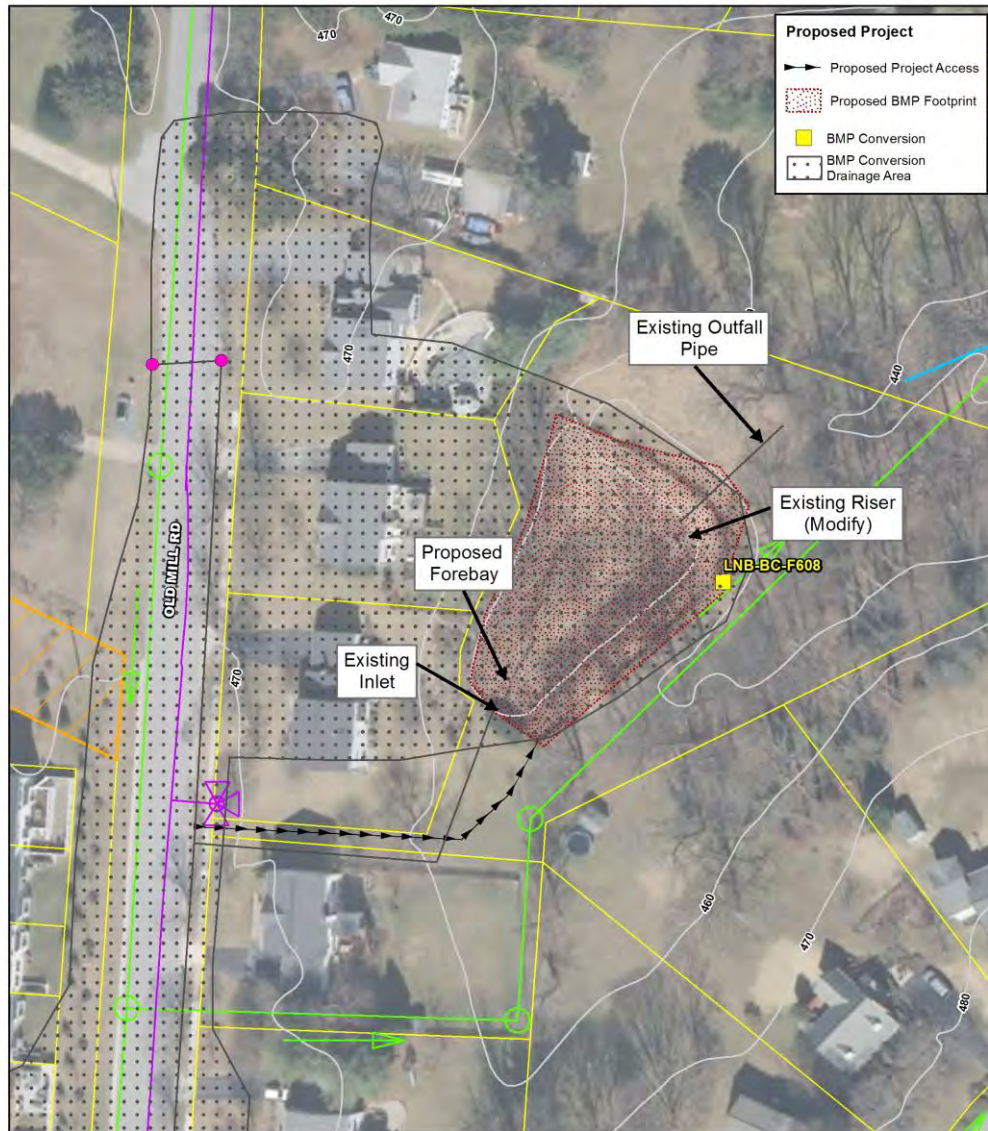 470
470
Proposed Project
Proposed Project Access
Proposed BMP Footprint
BMP Conversion
BMP Conversion
Drainage Area
Existing Outfall
Pipe
470
440
Existing Riser
(Modify)
LNB-BC-F608
OLD MILL RD
Proposed
Forebay
Existing
Inlet
470
460
470
480